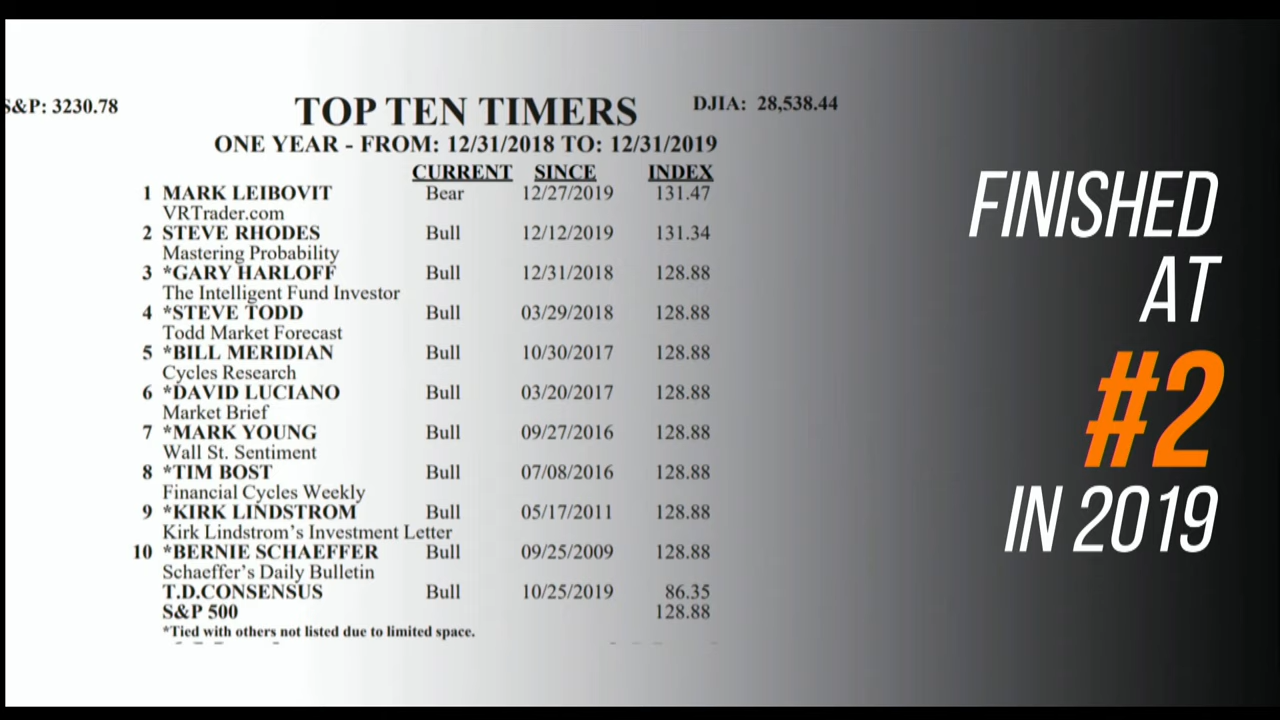 S&P: 3230.78
TOP TEN TIMERS
DJIA: 28,538.44
ONE YEAR - FROM: 12/31/2018 TO: 12/31/2019
CURRENT SINCE INDEX
1 MARK LEIBOVIT Bear 12/27/2019 131.47
VRTrader.com
2 STEVE RHODES Bull 12/12/2019 131.34
Mastering Probability
3 *GARY HARLOFF Bull 12/31/2018 128.88
The Intelligent Fund Investor
4 *STEVE TODD Bull 03/29/2018 128.88
Todd Market Forecast
5 *BILL MERIDIAN Bull 10/30/2017 128.88
Cycles Research
6 *DAVID LUCIANO Bull 03/20/2017 128.88
Market Brief
7 *MARK YOUNG Bull 09/27/2016 128.88
Wall St. Sentiment
8 *TIM BOST Bull 07/08/2016 128.88
Financial Cycles Weekly
9 *KIRK LINDSTROM Bull 05/17/2011 128.88
Kirk Lindstrom's Investment Letter
10 *BERNIE SCHAEFFER Bull 09/25/2009 128.88
Schaeffer's Daily Bulletin
T.D.CONSENSUS Bull 10/25/2019 86.35
S&P 500 128.88
*Tied with others not listed due to limited space.
FINISHED
AT
#2
IN 2019